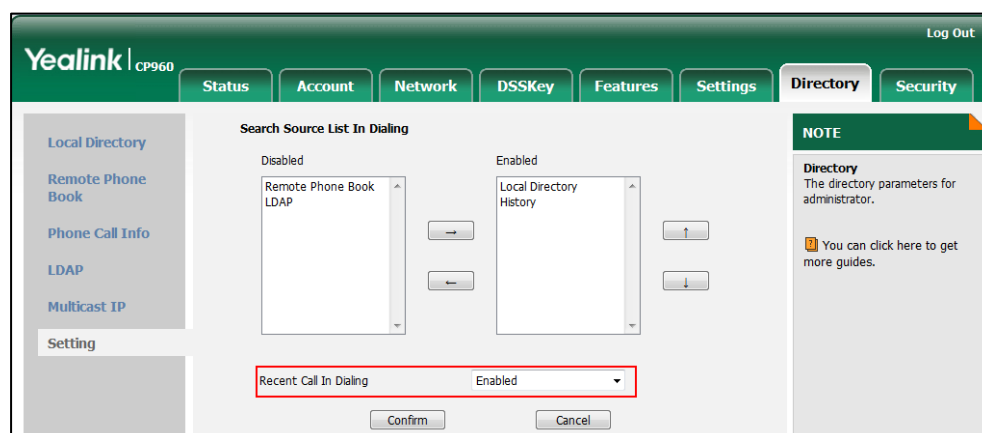 Log Out
Yealink CP960
Status Account Network DSSKey Features Settings Directory Security
Local Directory
Remote Phone
Book
Phone Call Info
LDAP
Multicast IP
Setting
Search Source List In Dialing
Disabled Enabled
Remote Phone Book
LDAP
Local Directory
History
→ ↑
← ↓
Recent Call In Dialing Enabled
Confirm Cancel
NOTE
Directory
The directory parameters for
administrator.
You can click here to get
more guides.